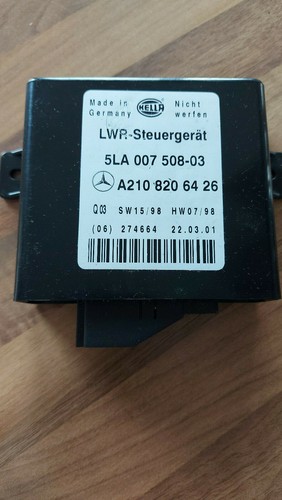 Made in HELLA Nicht
Germany werfen
LWR-Steuergerät
5LA 007 508-03
A210 820 64 26
Q03 SW15/98 HW07/98
(06) 274664 22.03.01